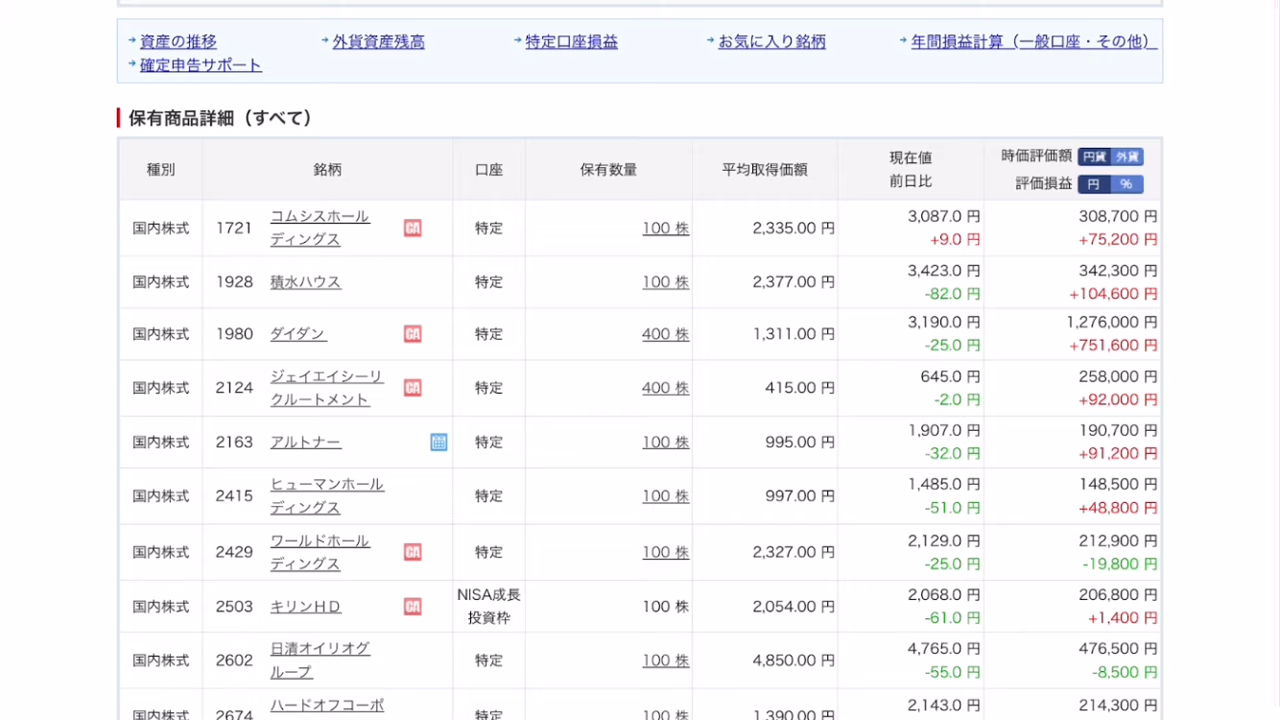 資産の推移 外貨資産残高 特定口座損益 お気に入り銘柄 年間損益計算（一般口座・その他）
確定申告サポート
保有商品詳細（すべて）
種別 銘柄 口座 保有数量 平均取得価額 現在値 前日比 時価評価額 円貨 外貨 評価損益 円 %
国内株式 1721 コムシスホール 特定 100 株 2,335.00 円 3,087.0 円 308,700 円
ディングス +9.0 円 +75,200 円
国内株式 1928 積水ハウス 特定 100 株 2,377.00 円 3,423.0 円 342,300 円
-82.0 円 +104,600 円
国内株式 1980 ダイダン 特定 400 株 1,311.00 円 3,190.0 円 1,276,000 円
-25.0 円 +751,600 円
国内株式 2124 ジェイエイシーリ 特定 400 株 415.00 円 645.0 円 258,000 円
クルートメント -2.0 円 +92,000 円
国内株式 2163 アルトナー 特定 100 株 995.00 円 1,907.0 円 190,700 円
-32.0 円 +91,200 円
国内株式 2415 ヒューマンホール 特定 100 株 997.00 円 1,485.0 円 148,500 円
ディングス -51.0 円 +48,800 円
国内株式 2429 ワールドホール 特定 100 株 2,327.00 円 2,129.0 円 212,900 円
ディングス -25.0 円 -19,800 円
国内株式 2503 キリンＨＤ NISA成長 100 株 2,054.00 円 2,068.0 円 206,800 円
投資枠 -61.0 円 +1,400 円
国内株式 2602 日清オイリオグ 特定 100 株 4,850.00 円 4,765.0 円 476,500 円
ループ -55.0 円 -8,500 円
国内株式 2674 ハードオフコーポ 特定 100 株 1,390.00 円 2,143.0 円 214,300 円